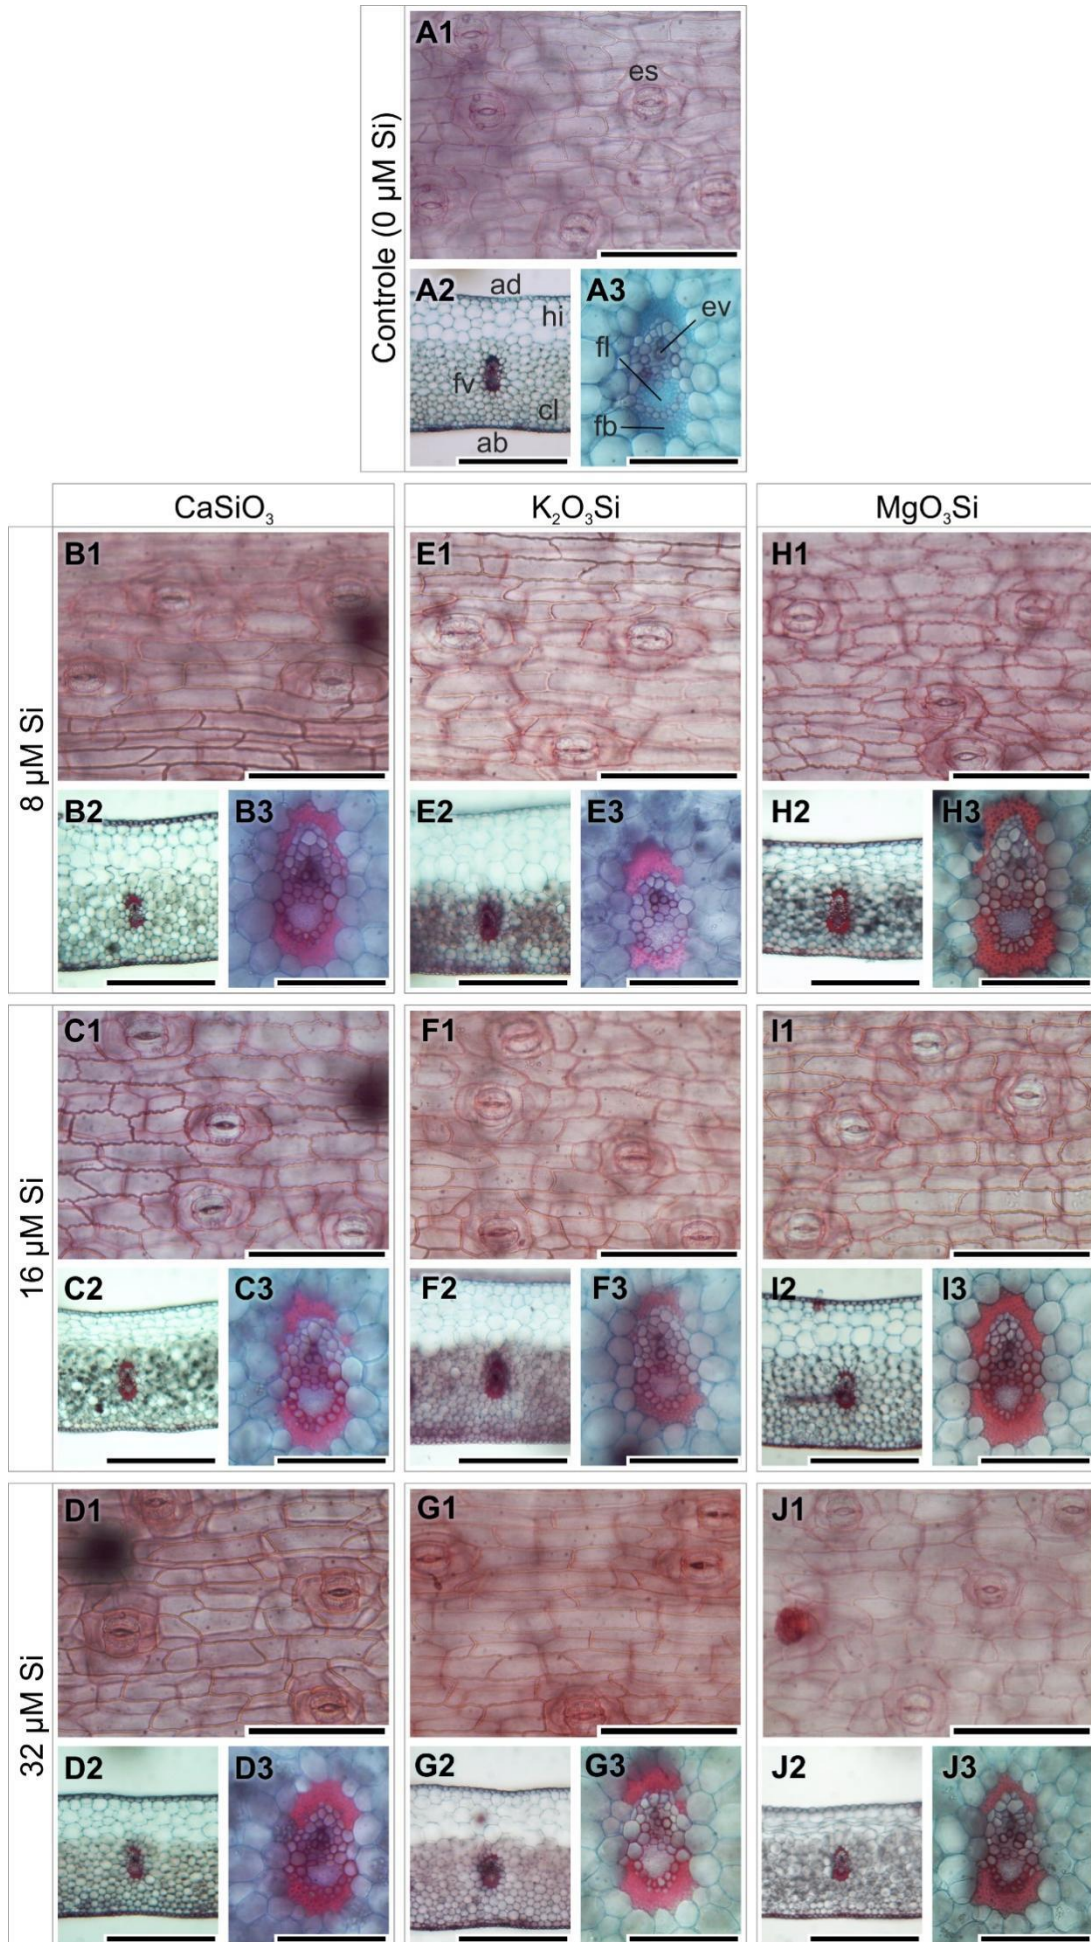 A1
es
Controle (0 µM Si)
A2
ad
hi
fv
cl
ab
A3
ev
fl
fb
CaSiO₃
K₂O₃Si
MgO₃Si
8 µM Si
B1
E1
H1
B2
B3
E2
E3
H2
H3
16 µM Si
C1
F1
I1
C2
C3
F2
F3
I2
I3
32 µM Si
D1
G1
J1
D2
D3
G2
G3
J2
J3